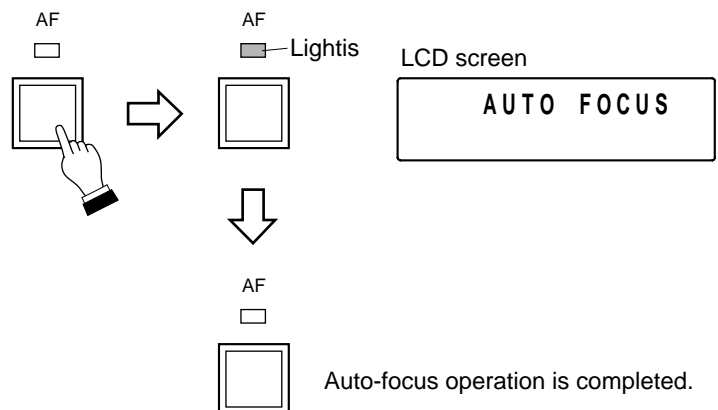 AF
AF
Lightis
LCD screen
AUTO FOCUS
AF
Auto-focus operation is completed.